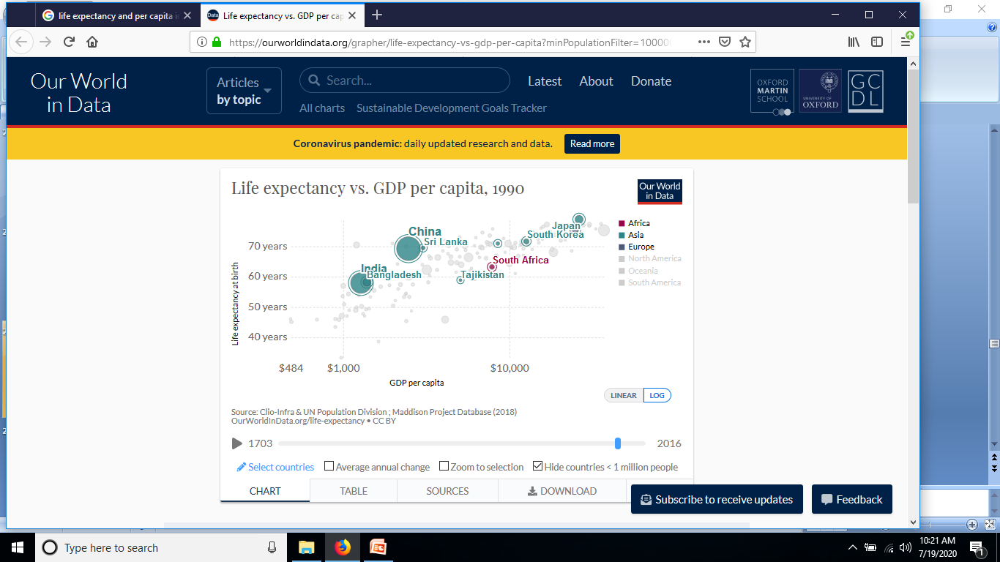 life expectancy and per capita i
Data
Life expectancy vs. GDP per cap
https://ourworldindata.org/grapher/life-expectancy-vs-gdp-per-capita?minPopulationFilter=10000
Our World
in Data
Articles
by topic
Search...
Latest
About
Donate
All charts
Sustainable Development Goals Tracker
OXFORD
MARTIN
SCHOOL
UNIVERSITY OF
OXFORD
GC
DL
Coronavirus pandemic: daily updated research and data.
Read more
Life expectancy vs. GDP per capita, 1990
Our World
in Data
Life expectancy at birth
70 years
60 years
50 years
40 years
China
Sri Lanka
India
Bangladesh
Japan
South Korea
South Africa
Tajikistan
Africa
Asia
Europe
North America
Oceania
South America
$484
$1,000
$10,000
GDP per capita
LINEAR
LOG
Source: Clio-Infra & UN Population Division ; Maddison Project Database (2018)
OurWorldInData.org/life-expectancy • CC BY
1703
2016
Select countries
Average annual change
Zoom to selection
Hide countries < 1 million people
CHART
TABLE
SOURCES
DOWNLOAD
Subscribe to receive updates
Feedback
Type here to search
10:21 AM
7/19/2020
1